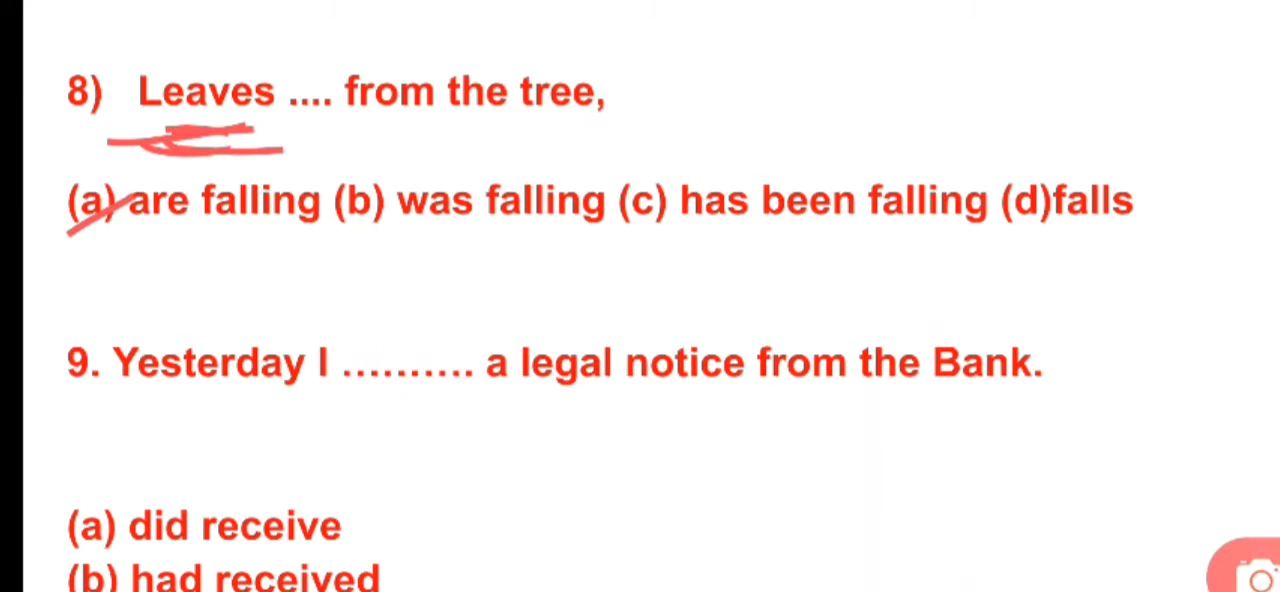 8) Leaves .... from the tree,
(a) are falling (b) was falling (c) has been falling (d)falls
9. Yesterday I .......... a legal notice from the Bank.
(a) did receive
(b) had received